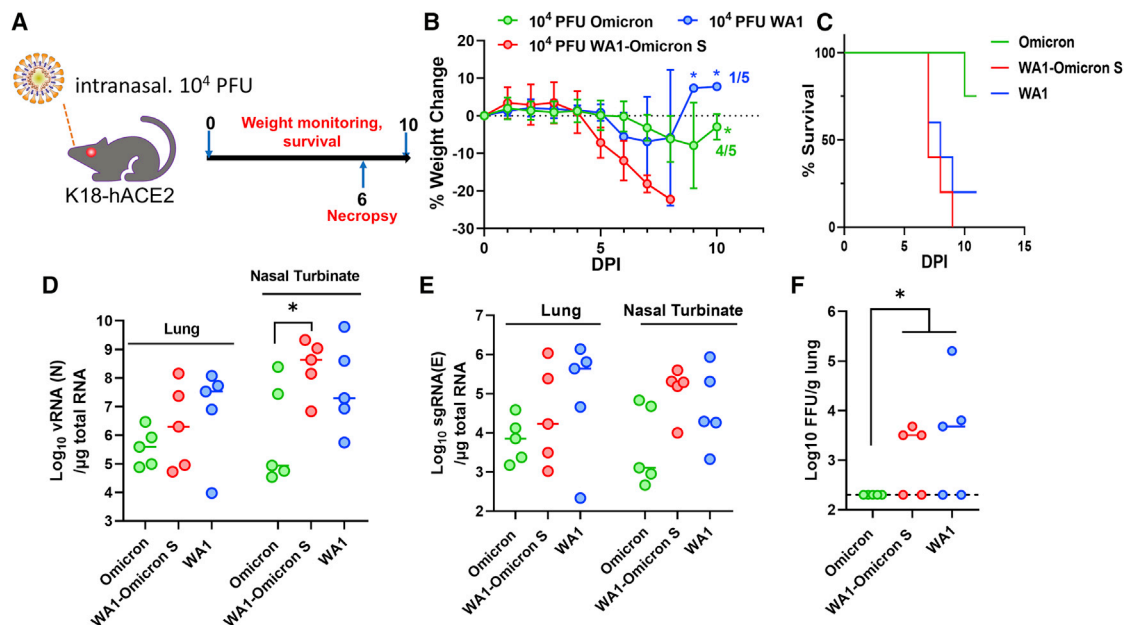 A
intranasal. 10⁴ PFU
K18-hACE2
0
10
Weight monitoring,
survival
6
Necropsy
B
10⁴ PFU Omicron
10⁴ PFU WA1
10⁴ PFU WA1-Omicron S
% Weight Change
20
10
0
-10
-20
-30
* *
1/5
*
4/5
0 5 10
DPI
C
Omicron
WA1-Omicron S
WA1
% Survival
100
50
0
0 5 10 15
DPI
D
Nasal Turbinate
Lung
*
Log₁₀ vRNA (N)
/µg total RNA
10
9
8
7
6
5
4
3
Omicron
WA1-Omicron S
WA1
Omicron
WA1-Omicron S
WA1
E
Lung
Nasal Turbinate
Log₁₀ sgRNA(E)
/µg total RNA
7
6
5
4
3
2
Omicron
WA1-Omicron S
WA1
Omicron
WA1-Omicron S
WA1
F
*
Log10 FFU/g lung
6
5
4
3
2
Omicron
WA1-Omicron S
WA1